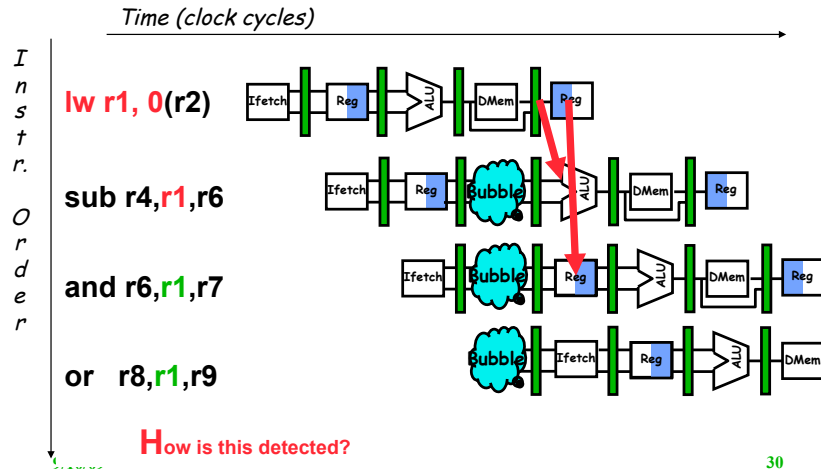 Time (clock cycles)
Instr. Order
lw r1, 0(r2)
Ifetch Reg ALU DMem Reg
sub r4,r1,r6
Ifetch Reg Bubble ALU DMem Reg
and r6,r1,r7
Ifetch Bubble Reg ALU DMem Reg
or r8,r1,r9
Bubble Ifetch Reg ALU DMem
How is this detected?
30